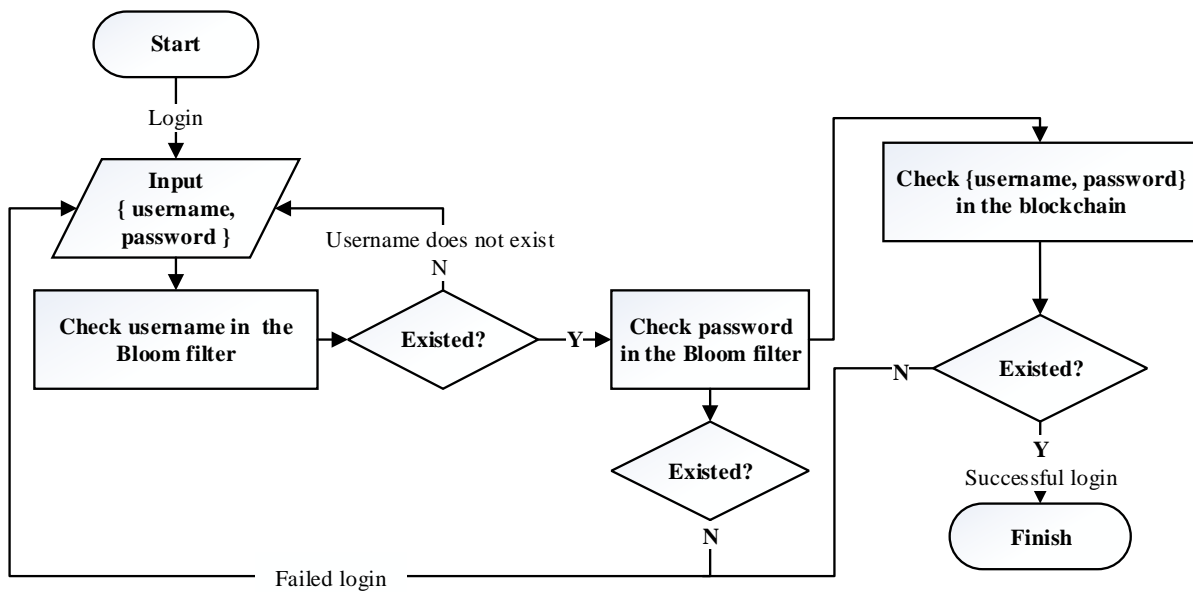 Start
Login
Input
{ username,
password }
Username does not exist
N
Check username in the
Bloom filter
Existed?
Y
Check password
in the Bloom filter
Existed?
N
Failed login
Check {username, password}
in the blockchain
Existed?
N
Y
Successful login
Finish